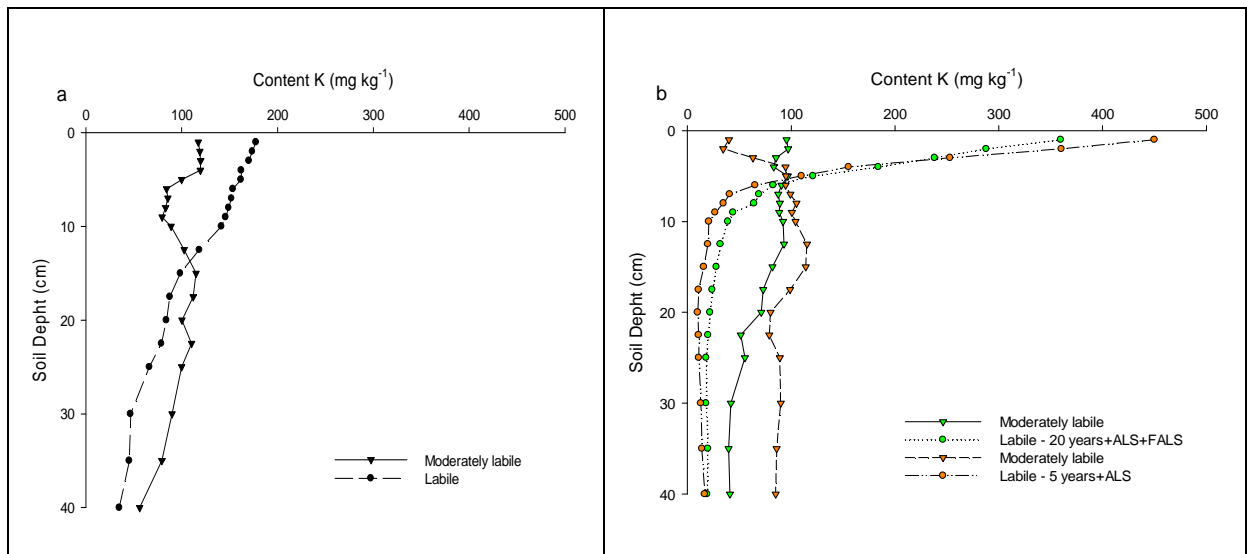 a
Content K (mg kg-1)
0 100 200 300 400 500
Soil Depht (cm)
0
10
20
30
40
Moderately labile
Labile
b
Content K (mg kg-1)
0 100 200 300 400 500
Soil Depht (cm)
0
10
20
30
40
Moderately labile
Labile - 20 years+ALS+FALS
Moderately labile
Labile - 5 years+ALS